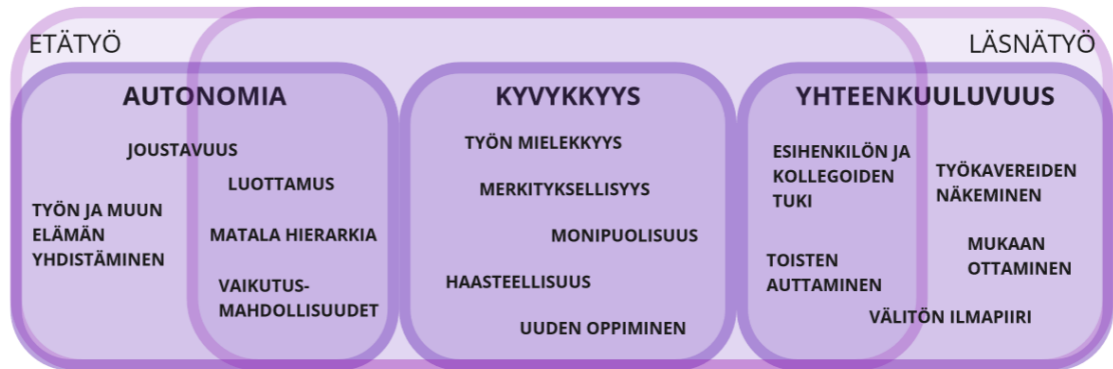 ETÄTYÖ
LÄSNÄTYÖ
AUTONOMIA
JOUSTAVUUS
LUOTTAMUS
TYÖN JA MUUN
ELÄMÄN
YHDISTÄMINEN
MATALA HIERARKIA
VAIKUTUS-
MAHDOLLISUUDET
KYVYKKYYS
TYÖN MIELEKKYYS
MERKITYKSELLISYYS
MONIPUOLISUUS
HAASTEELLISUUS
UUDEN OPPIMINEN
YHTEENKUULUVUUS
ESIHENKILÖN JA
KOLLEGOIDEN
TUKI
TYÖKAVEREIDEN
NÄKEMINEN
MUKAAN
OTTAMINEN
TOISTEN
AUTTAMINEN
VÄLITÖN ILMAPIIRI